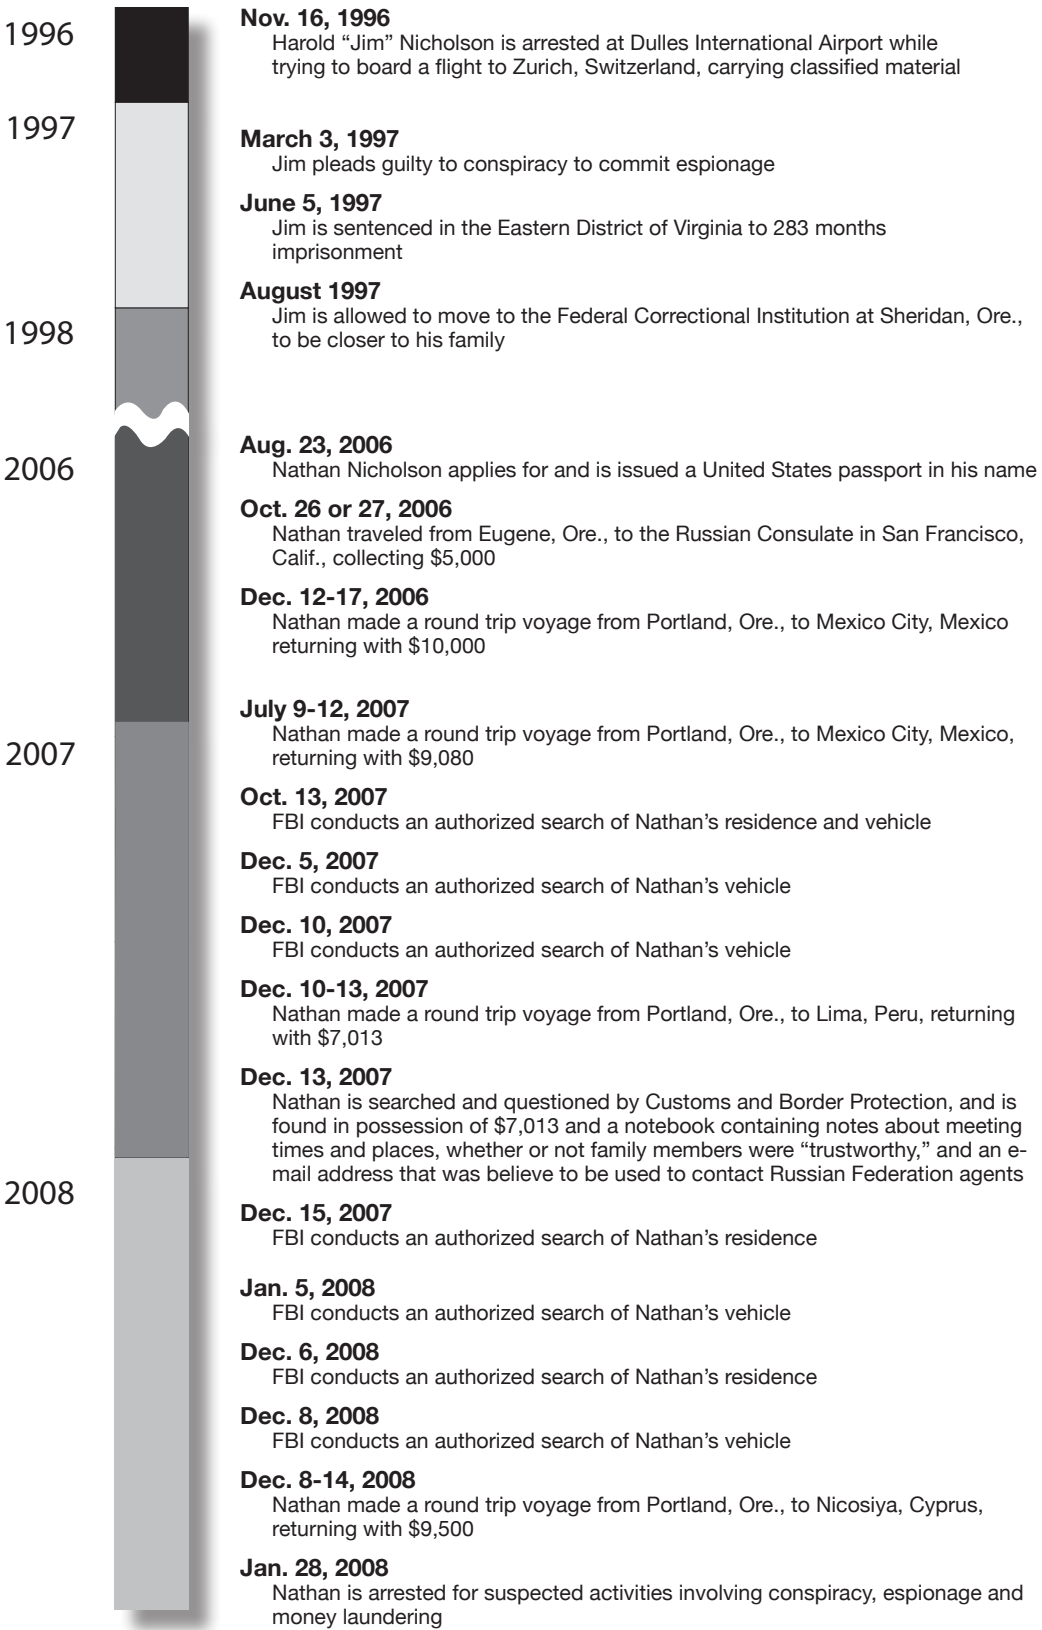 1996
Nov. 16, 1996
Harold “Jim” Nicholson is arrested at Dulles International Airport while
trying to board a flight to Zurich, Switzerland, carrying classified material
1997
March 3, 1997
Jim pleads guilty to conspiracy to commit espionage
June 5, 1997
Jim is sentenced in the Eastern District of Virginia to 283 months
imprisonment
August 1997
Jim is allowed to move to the Federal Correctional Institution at Sheridan, Ore.,
to be closer to his family
1998
Aug. 23, 2006
Nathan Nicholson applies for and is issued a United States passport in his name
2006
Oct. 26 or 27, 2006
Nathan traveled from Eugene, Ore., to the Russian Consulate in San Francisco,
Calif., collecting $5,000
Dec. 12-17, 2006
Nathan made a round trip voyage from Portland, Ore., to Mexico City, Mexico
returning with $10,000
July 9-12, 2007
Nathan made a round trip voyage from Portland, Ore., to Mexico City, Mexico,
returning with $9,080
2007
Oct. 13, 2007
FBI conducts an authorized search of Nathan’s residence and vehicle
Dec. 5, 2007
FBI conducts an authorized search of Nathan’s vehicle
Dec. 10, 2007
FBI conducts an authorized search of Nathan’s vehicle
Dec. 10-13, 2007
Nathan made a round trip voyage from Portland, Ore., to Lima, Peru, returning
with $7,013
Dec. 13, 2007
Nathan is searched and questioned by Customs and Border Protection, and is
found in possession of $7,013 and a notebook containing notes about meeting
times and places, whether or not family members were “trustworthy,” and an e-
mail address that was believe to be used to contact Russian Federation agents
2008
Dec. 15, 2007
FBI conducts an authorized search of Nathan’s residence
Jan. 5, 2008
FBI conducts an authorized search of Nathan’s vehicle
Dec. 6, 2008
FBI conducts an authorized search of Nathan’s residence
Dec. 8, 2008
FBI conducts an authorized search of Nathan’s vehicle
Dec. 8-14, 2008
Nathan made a round trip voyage from Portland, Ore., to Nicosiya, Cyprus,
returning with $9,500
Jan. 28, 2008
Nathan is arrested for suspected activities involving conspiracy, espionage and
money laundering